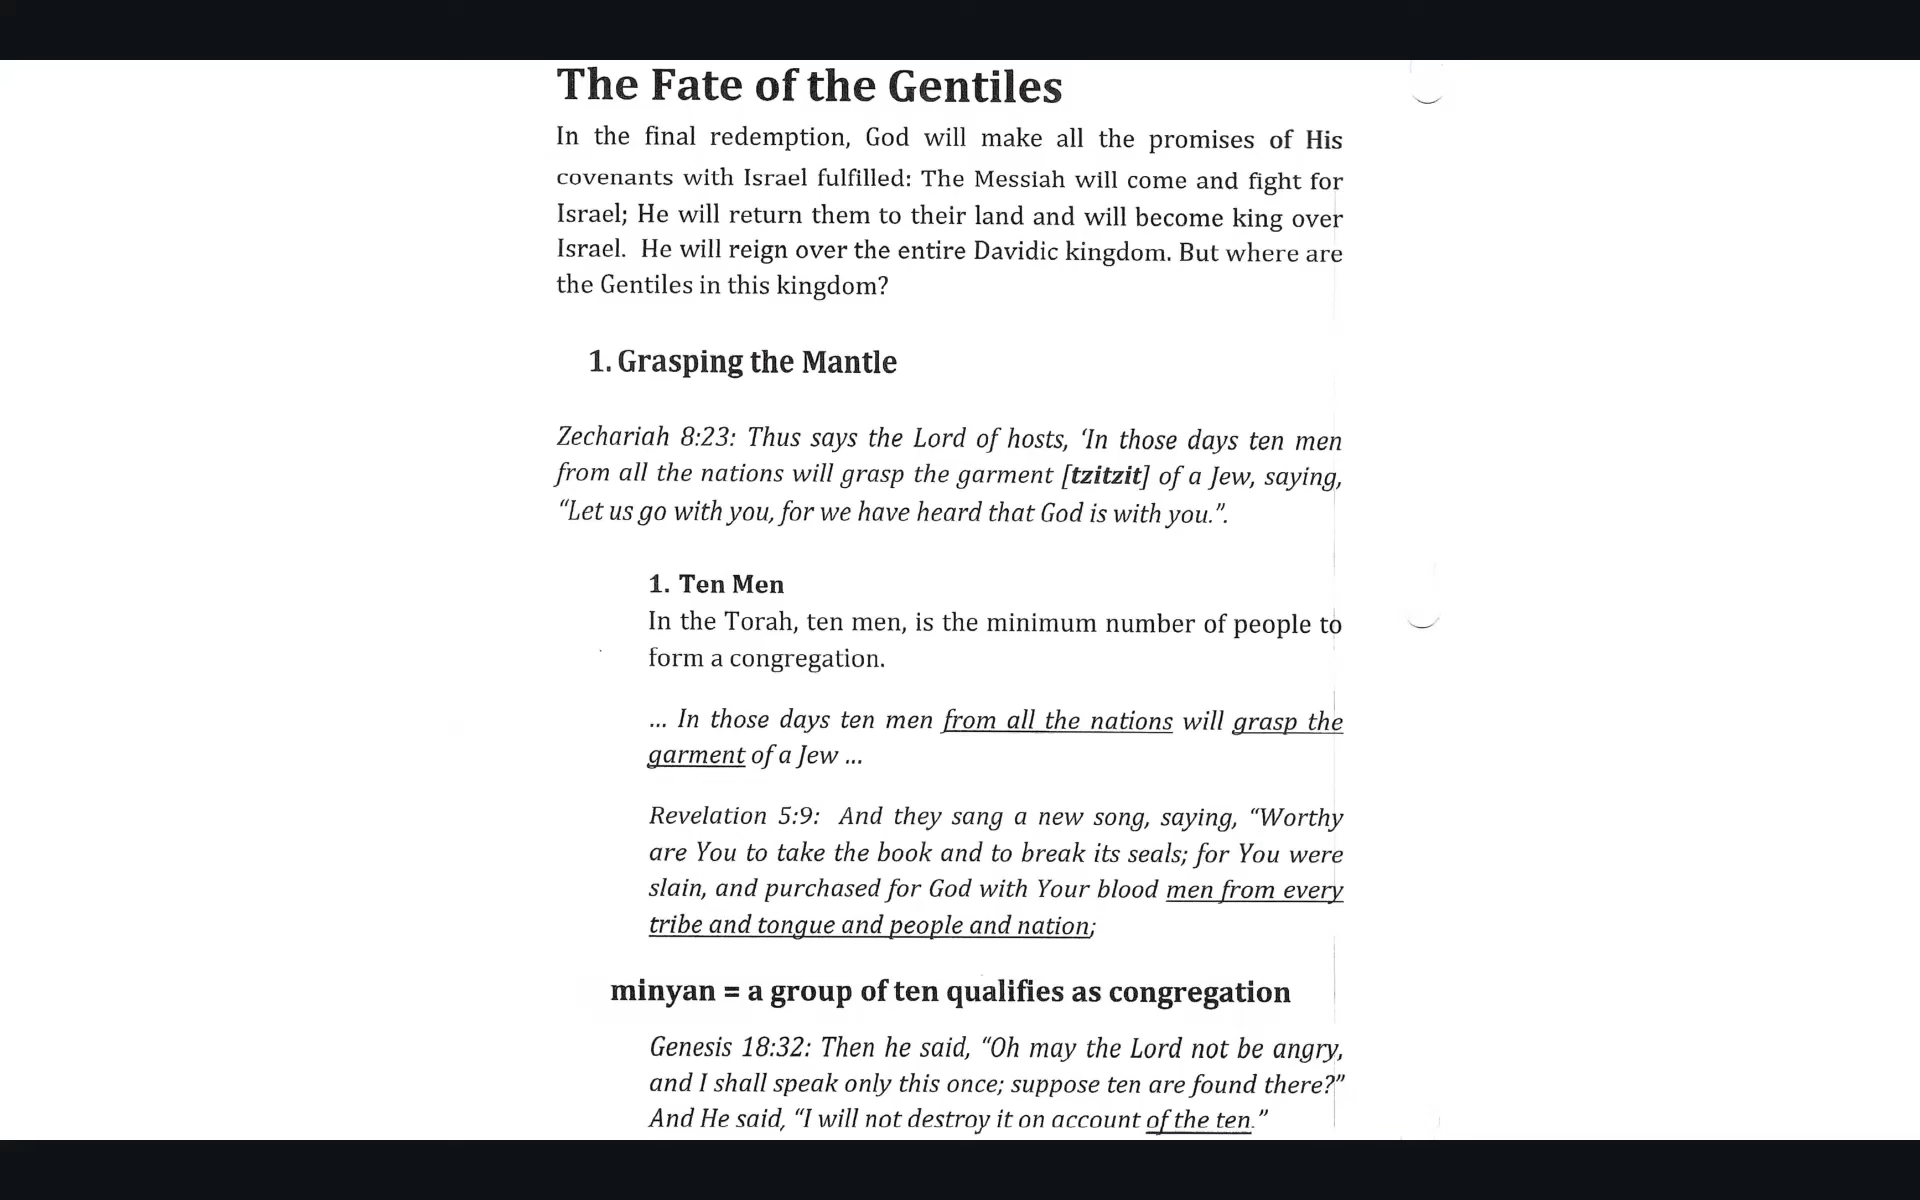 The Fate of the Gentiles
In the final redemption, God will make all the promises of His
covenants with Israel fulfilled: The Messiah will come and fight for
Israel; He will return them to their land and will become king over
Israel. He will reign over the entire Davidic kingdom. But where are
the Gentiles in this kingdom?
1. Grasping the Mantle
Zechariah 8:23: Thus says the Lord of hosts, ‘In those days ten men
from all the nations will grasp the garment [tzitzit] of a Jew, saying,
“Let us go with you, for we have heard that God is with you.”.
1. Ten Men
In the Torah, ten men, is the minimum number of people to
form a congregation.
... In those days ten men from all the nations will grasp the
garment of a Jew ...
Revelation 5:9: And they sang a new song, saying, “Worthy
are You to take the book and to break its seals; for You were
slain, and purchased for God with Your blood men from every
tribe and tongue and people and nation;
minyan = a group of ten qualifies as congregation
Genesis 18:32: Then he said, “Oh may the Lord not be angry,
and I shall speak only this once; suppose ten are found there?”
And He said, “I will not destroy it on account of the ten.”